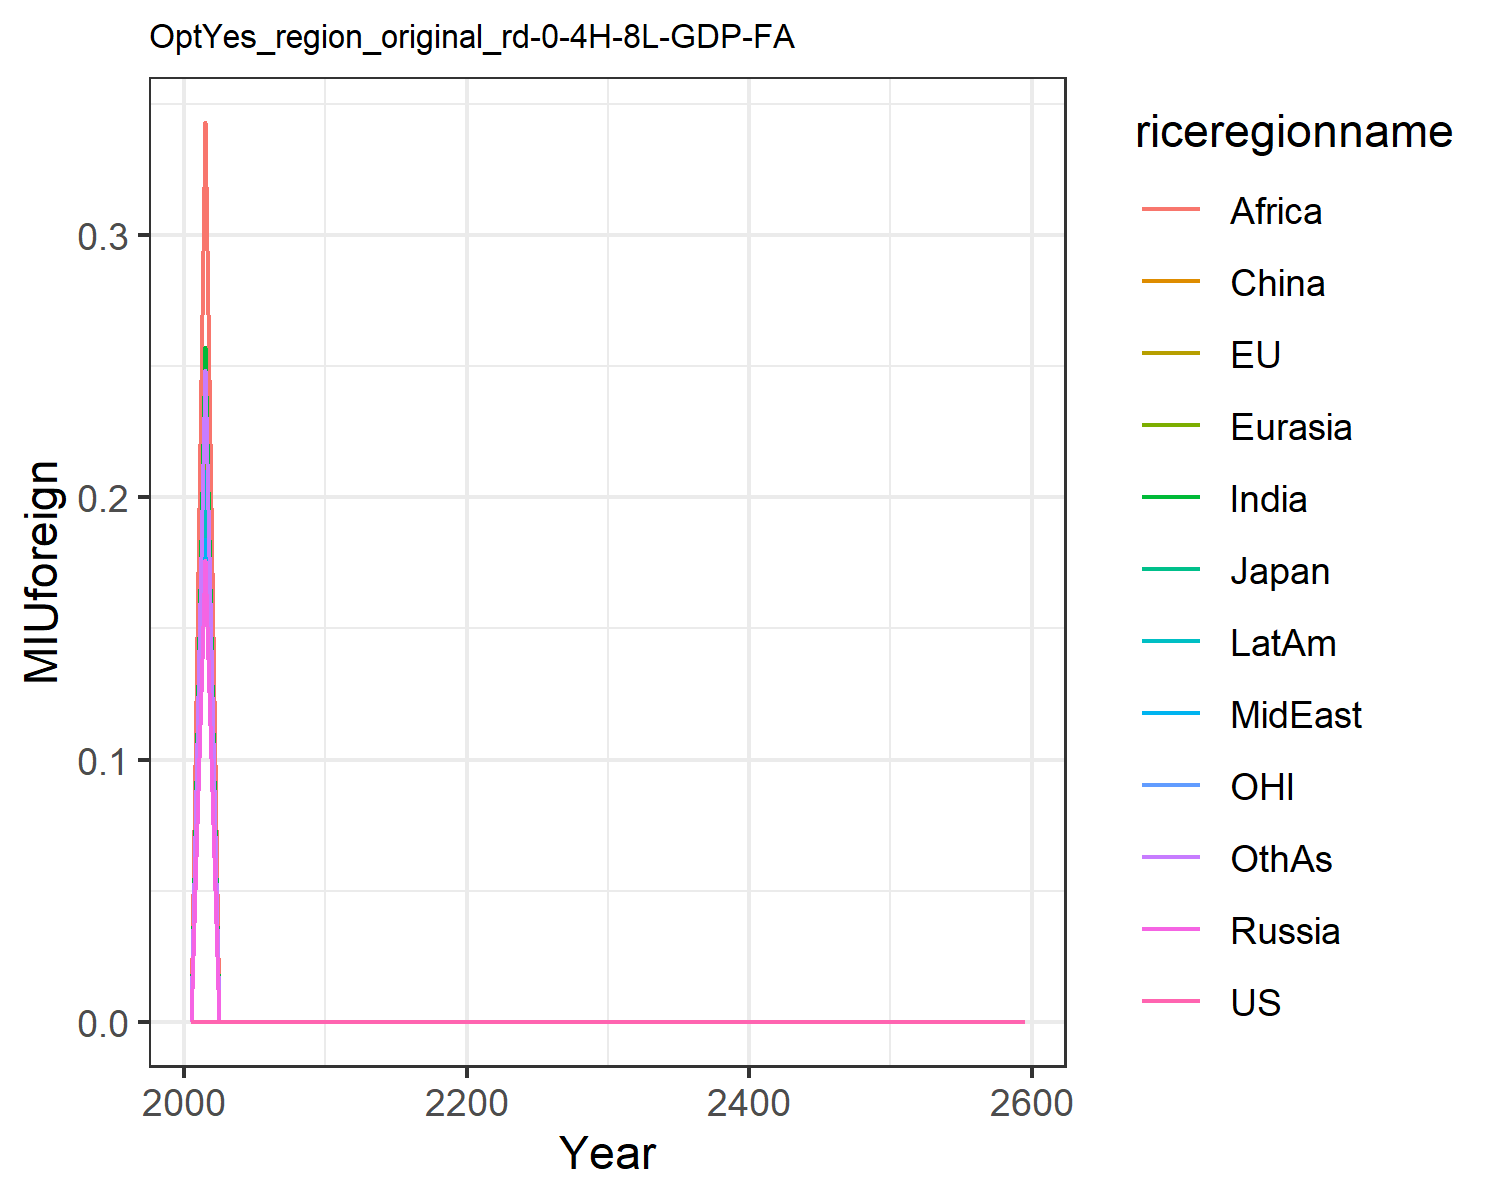 OptYes_region_original_rd-0-4H-8L-GDP-FA
MIUforeign
0.3
0.2
0.1
0.0
2000 2200 2400 2600
Year
riceregionname
Africa
China
EU
Eurasia
India
Japan
LatAm
MidEast
OHI
OthAs
Russia
US